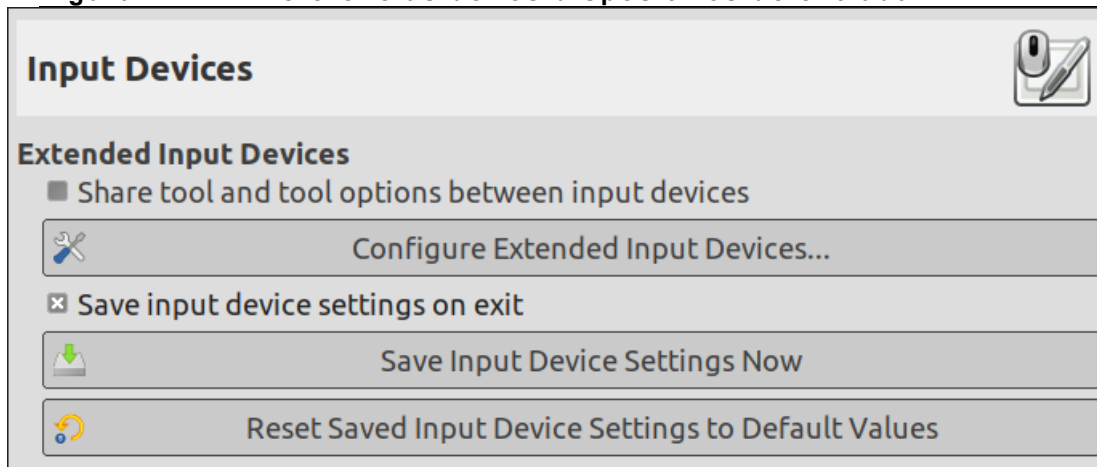 Input Devices
Extended Input Devices
Share tool and tool options between input devices
Configure Extended Input Devices...
Save input device settings on exit
Save Input Device Settings Now
Reset Saved Input Device Settings to Default Values